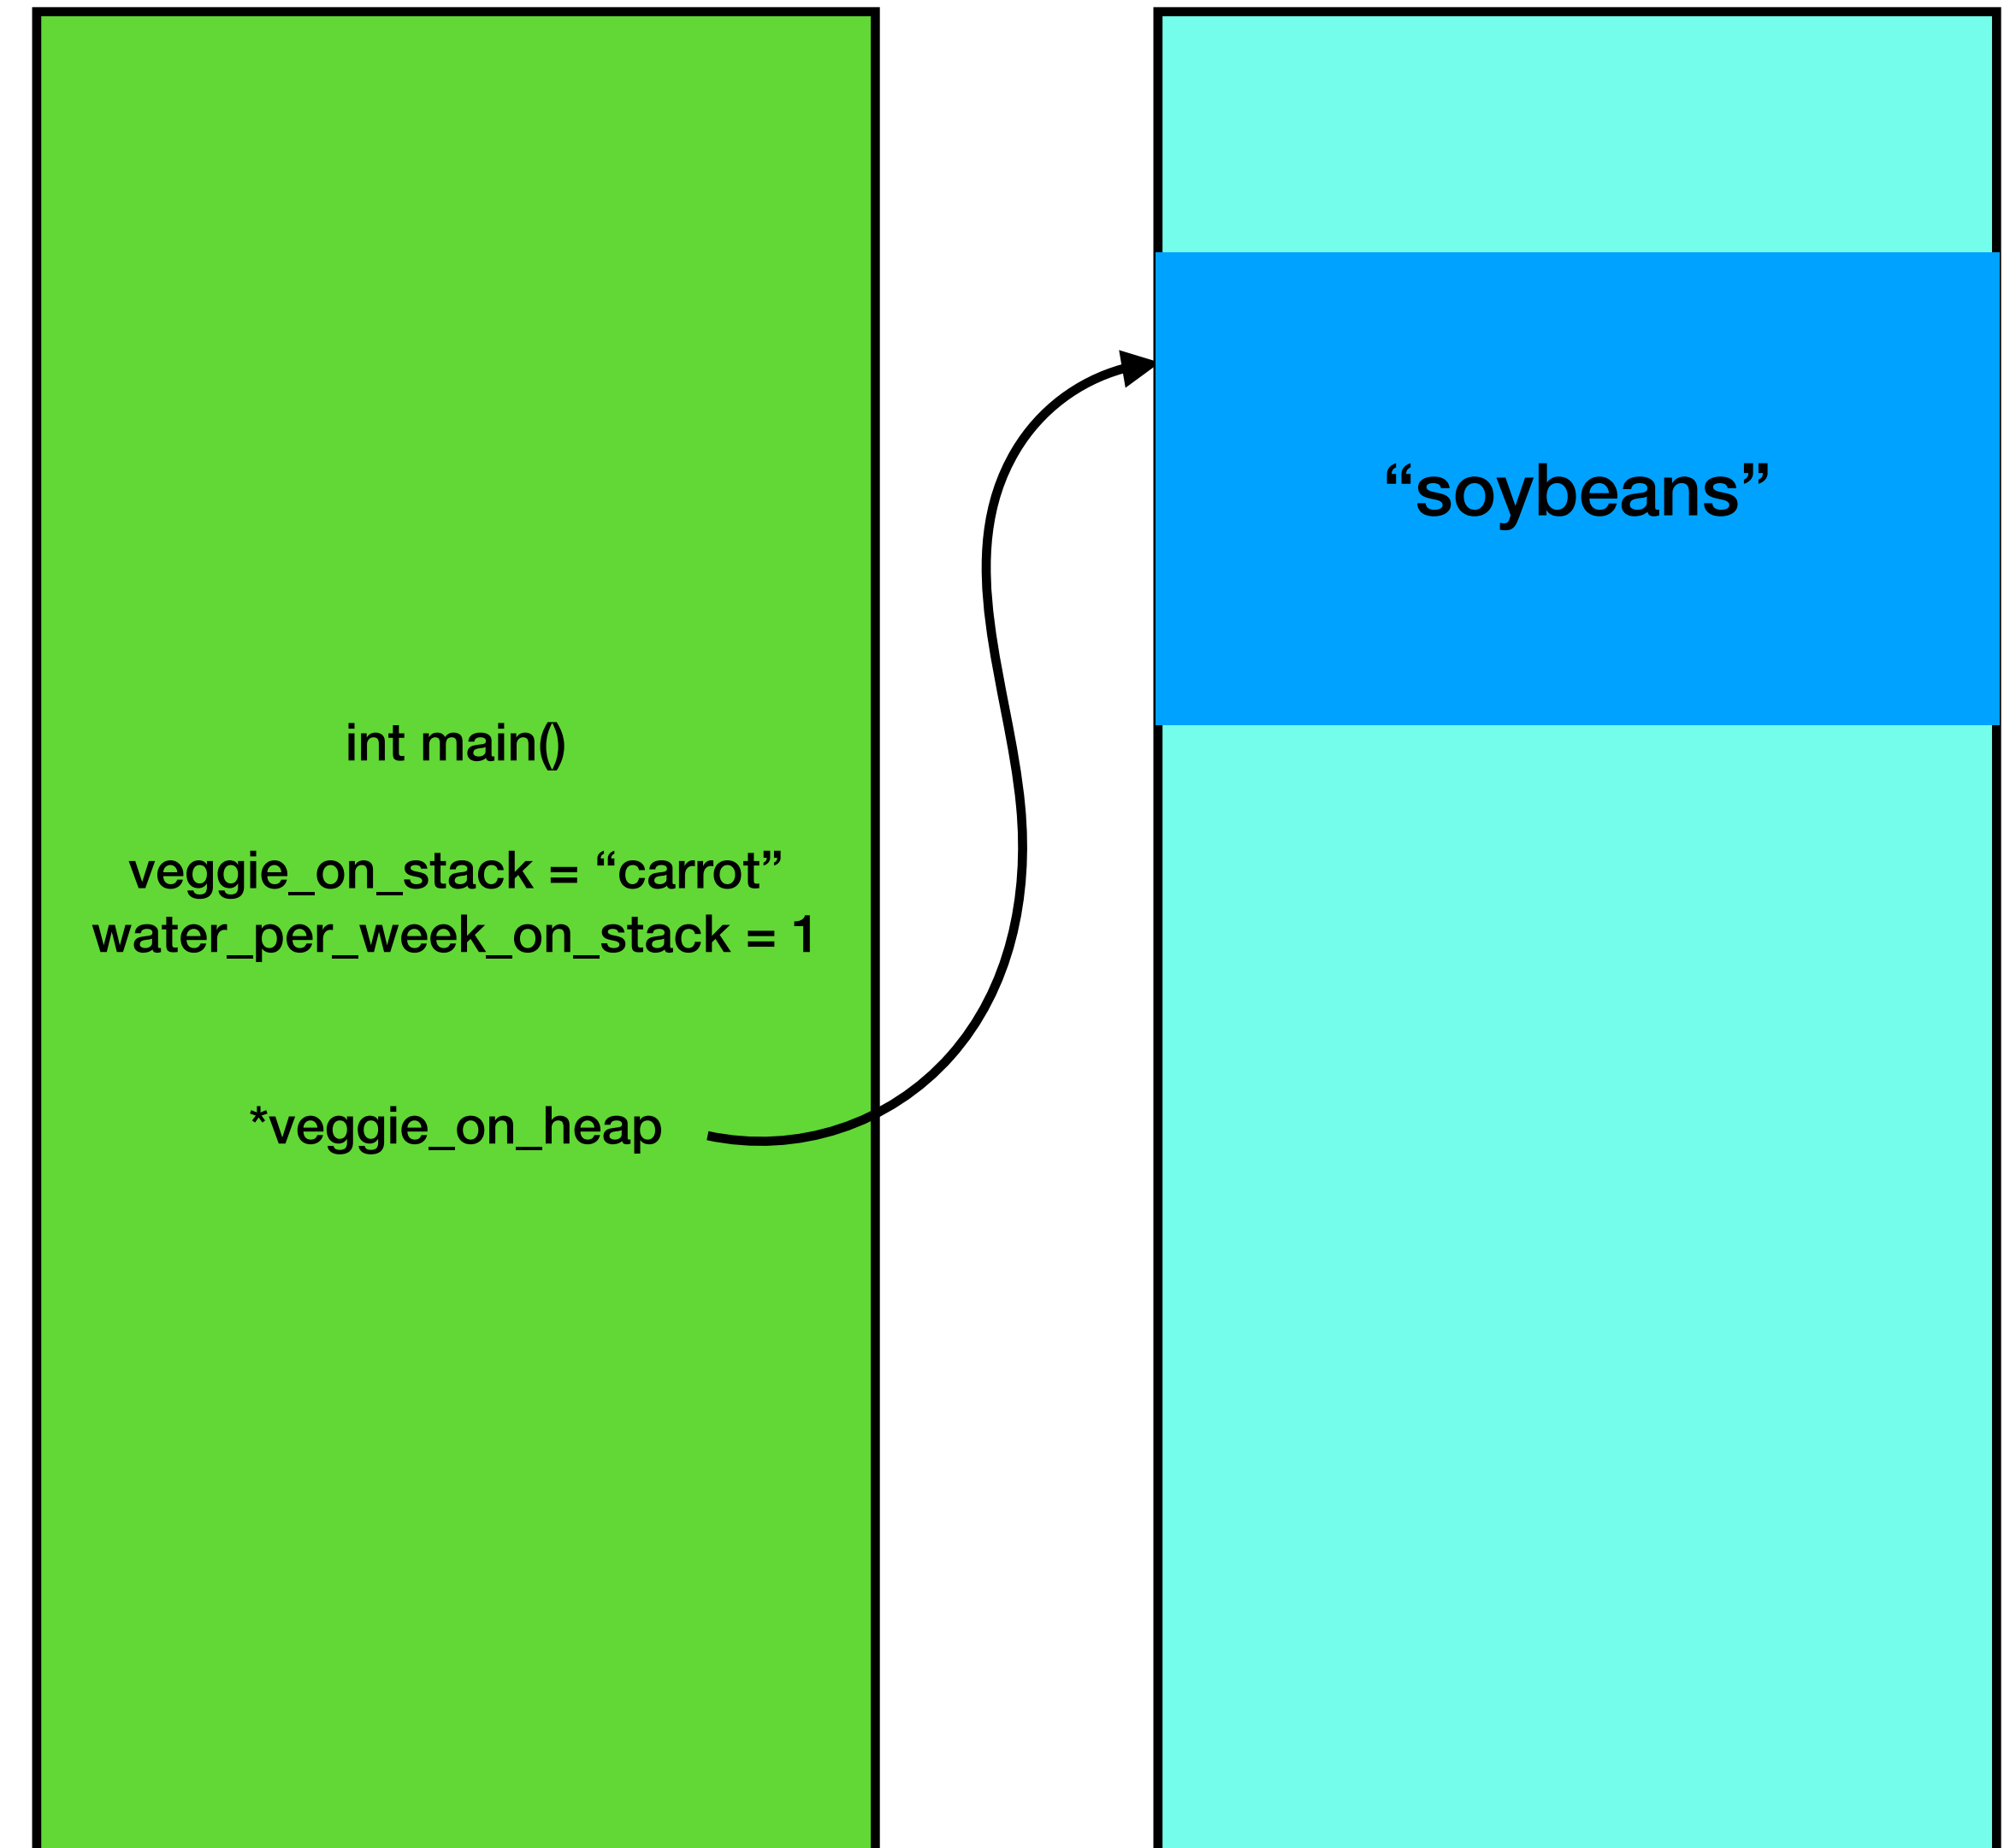 int main()
veggie_on_stack = “carrot”
water_per_week_on_stack = 1
*veggie_on_heap
“soybeans”